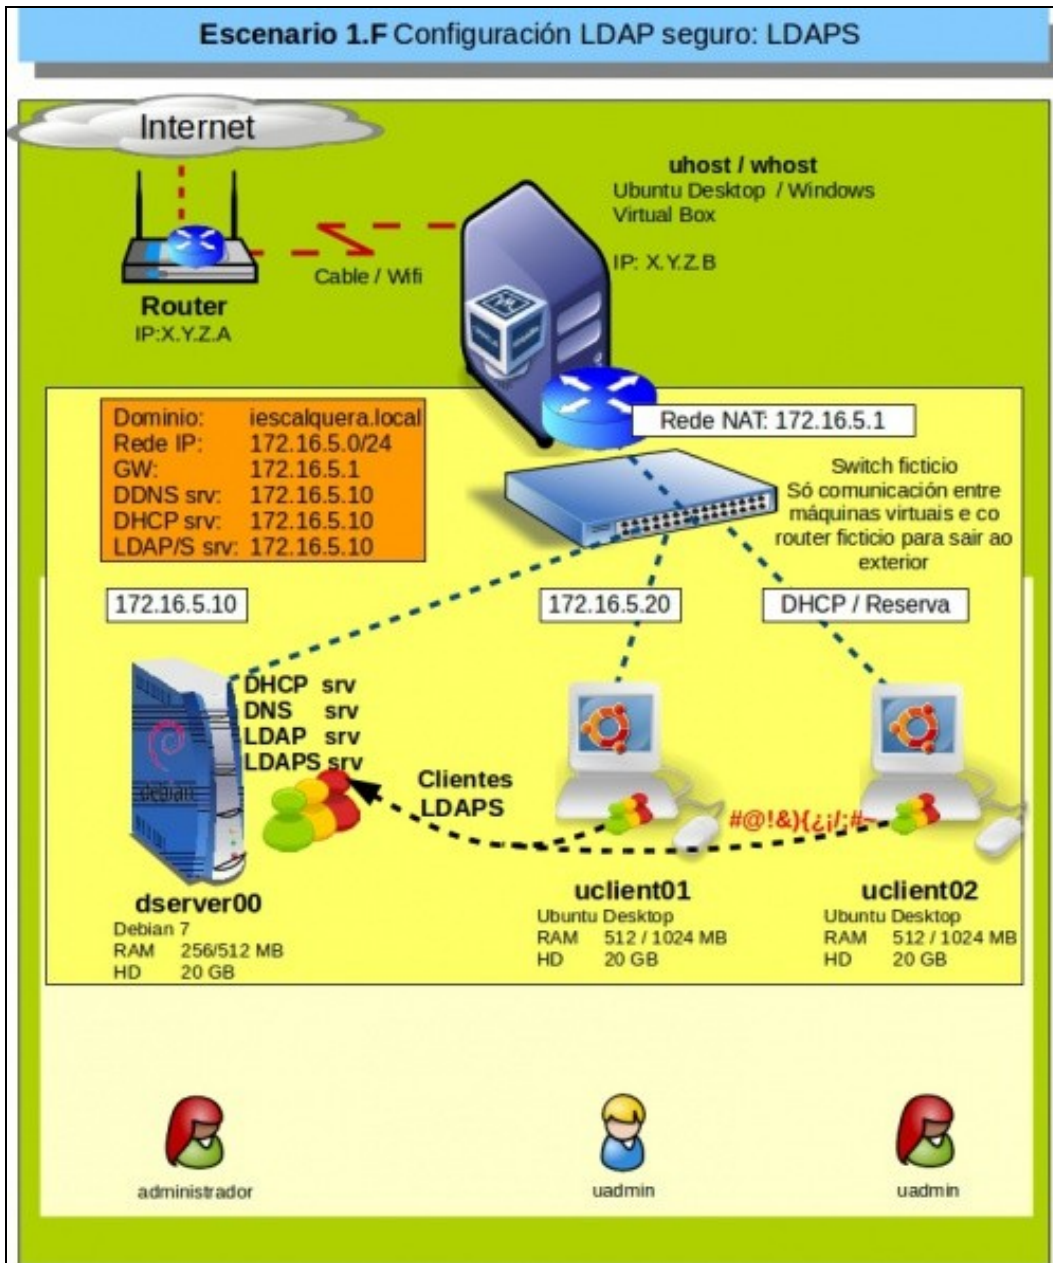 Escenario 1.F Configuración LDAP seguro: LDAPS
Internet
uhost / whost
Ubuntu Desktop / Windows
Virtual Box
IP: X.Y.Z.B
Cable / Wifi
Router
IP:X.Y.Z.A
Dominio: iescalquera.local
Rede IP: 172.16.5.0/24
GW: 172.16.5.1
DDNS srv: 172.16.5.10
DHCP srv: 172.16.5.10
LDAP/S srv: 172.16.5.10
Rede NAT: 172.16.5.1
Switch ficticio
Só comunicación entre
máquinas virtuais e co
router ficticio para sair ao
exterior
172.16.5.10
172.16.5.20
DHCP / Reserva
DHCP srv
DNS srv
LDAP srv
LDAPS srv
debian
Clientes
LDAPS
#@!&){¿¡/;#~
dserver00
Debian 7
RAM 256/512 MB
HD 20 GB
uclient01
Ubuntu Desktop
RAM 512 / 1024 MB
HD 20 GB
uclient02
Ubuntu Desktop
RAM 512 / 1024 MB
HD 20 GB
administrador
uadmin
uadmin